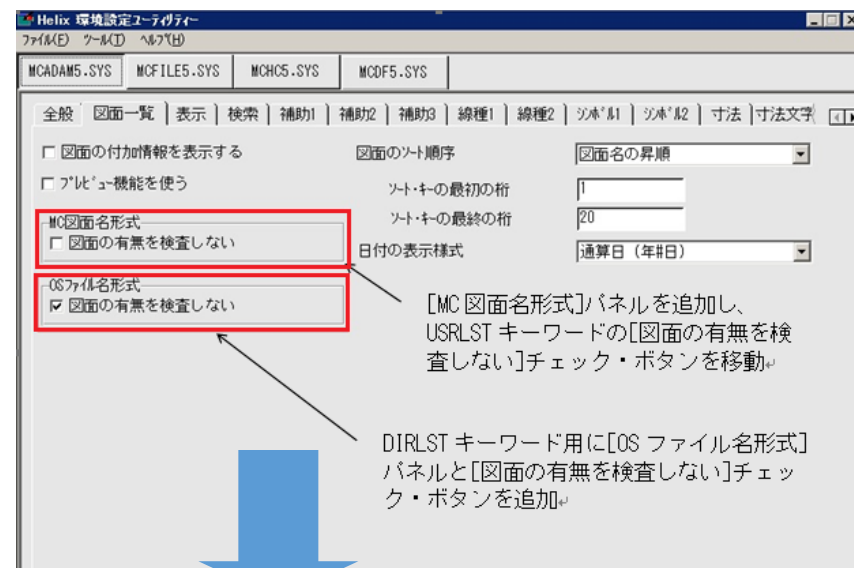 Helix 環境設定ユーティリティー
ファイル(F) ツール(T) ヘルプ(H)
MCADAM5.SYS MCFILE5.SYS MCHC5.SYS MCDF5.SYS
全般 図面一覧 表示 検索 補助1 補助2 補助3 線種1 線種2 シンボル1 シンボル2 寸法 寸法文字
図面の付加情報を表示する
プレビュー機能を使う
MC図面名形式
図面の有無を検査しない
OSファイル名形式
図面の有無を検査しない
図面のソート順序 図面名の昇順
ソート・キーの最初の桁 1
ソート・キーの最終の桁 20
日付の表示様式 通算日（年#日）
[MC 図面名形式]パネルを追加し、
USRLST キーワードの[図面の有無を検
査しない]チェック・ボタンを移動
DIRLST キーワード用に[OS ファイル名形式]
パネルと[図面の有無を検査しない]チェッ
ク・ボタンを追加